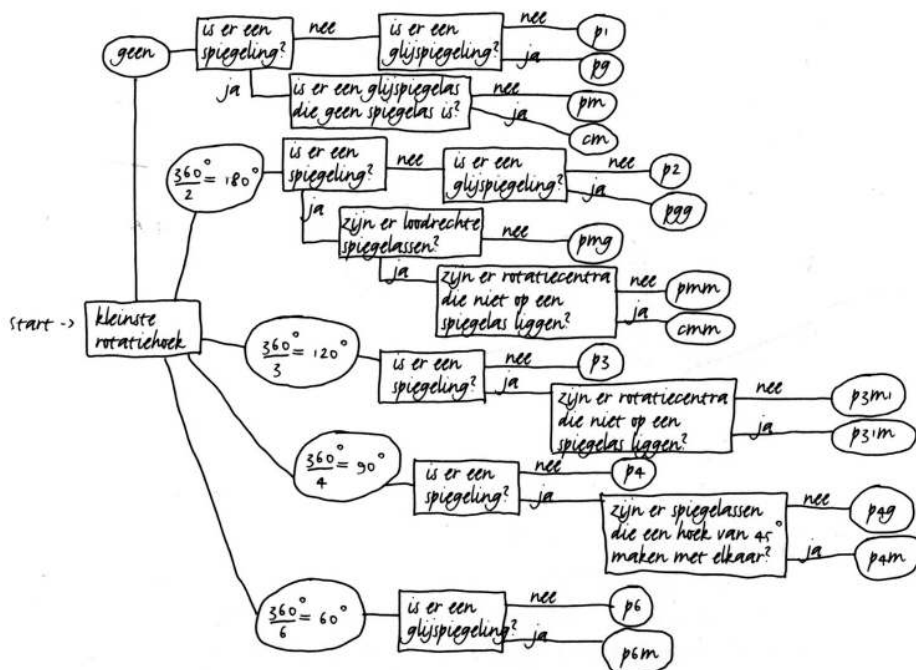 geen
is er een
spiegeling?
nee
is er een
glijspiegeling?
nee
p1
ja
pg
ja
is er een glijspiegelas
die geen spiegelas is?
nee
pm
ja
cm
360°/2 = 180°
is er een
spiegeling?
nee
is er een
glijspiegeling?
nee
p2
ja
pgg
ja
zijn er loodrechte
spiegelassen?
nee
pmg
ja
zijn er rotatiecentra
die niet op een
spiegelas liggen?
nee
pmm
ja
cmm
start ->
kleinste
rotatiehoek
360°/3 = 120°
is er een
spiegeling?
nee
p3
ja
zijn er rotatiecentra
die niet op een
spiegelas liggen?
nee
p3m1
ja
p31m
360°/4 = 90°
is er een
spiegeling?
nee
p4
ja
zijn er spiegelassen
die een hoek van 45°
maken met elkaar?
nee
p4g
ja
p4m
360°/6 = 60°
is er een
glijspiegeling?
nee
p6
ja
p6m